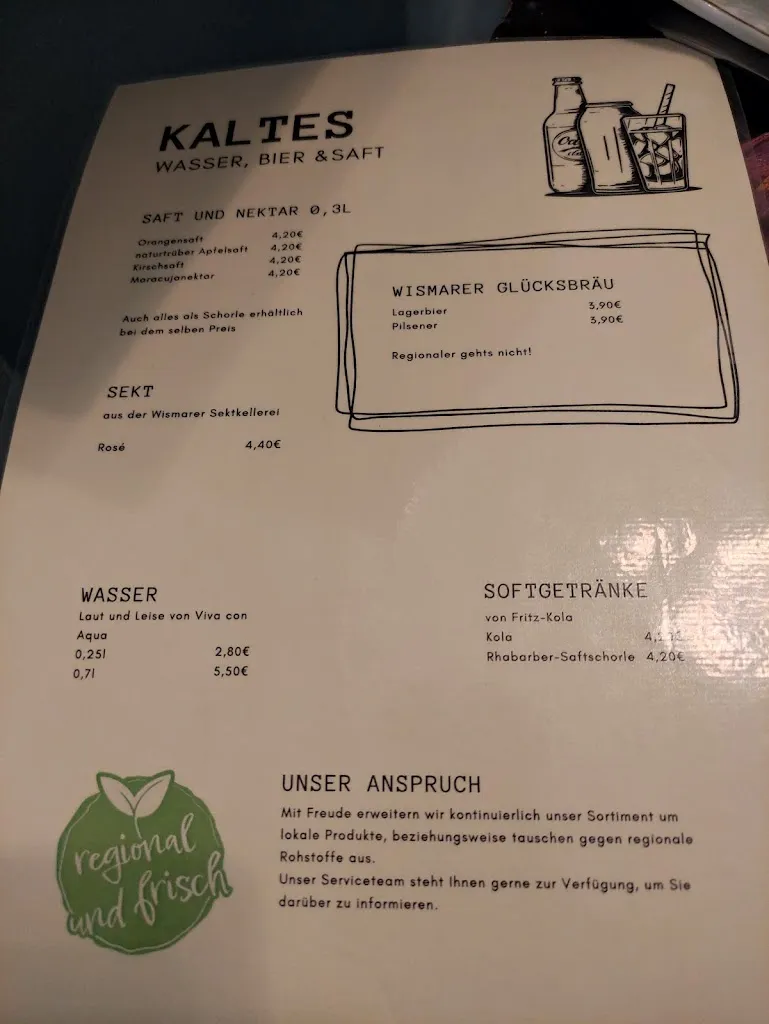 KALTES
WASSER, BIER & SAFT
SAFT UND NEKTAR 0,3L
Orangensaft 4,20€
naturtrüber Apfelsaft 4,20€
Kirschsaft 4,20€
Maracujanektar 4,20€
Auch alles als Schorle erhältlich
bei dem selben Preis
WISMARER GLÜCKSBRÄU
Lagerbier 3,90€
Pilsener 3,90€
Regionaler gehts nicht!
SEKT
aus der Wismarer Sektkellerei
Rosé 4,40€
WASSER
Laut und Leise von Viva con
Aqua
0,25l 2,80€
0,7l 5,50€
SOFTGETRÄNKE
von Fritz-Kola
Kola
Rhabarber-Saftschorle 4,20€
regional
und frisch
UNSER ANSPRUCH
Mit Freude erweitern wir kontinuierlich unser Sortiment um
lokale Produkte, beziehungsweise tauschen gegen regionale
Rohstoffe aus.
Unser Serviceteam steht Ihnen gerne zur Verfügung, um Sie
darüber zu informieren.